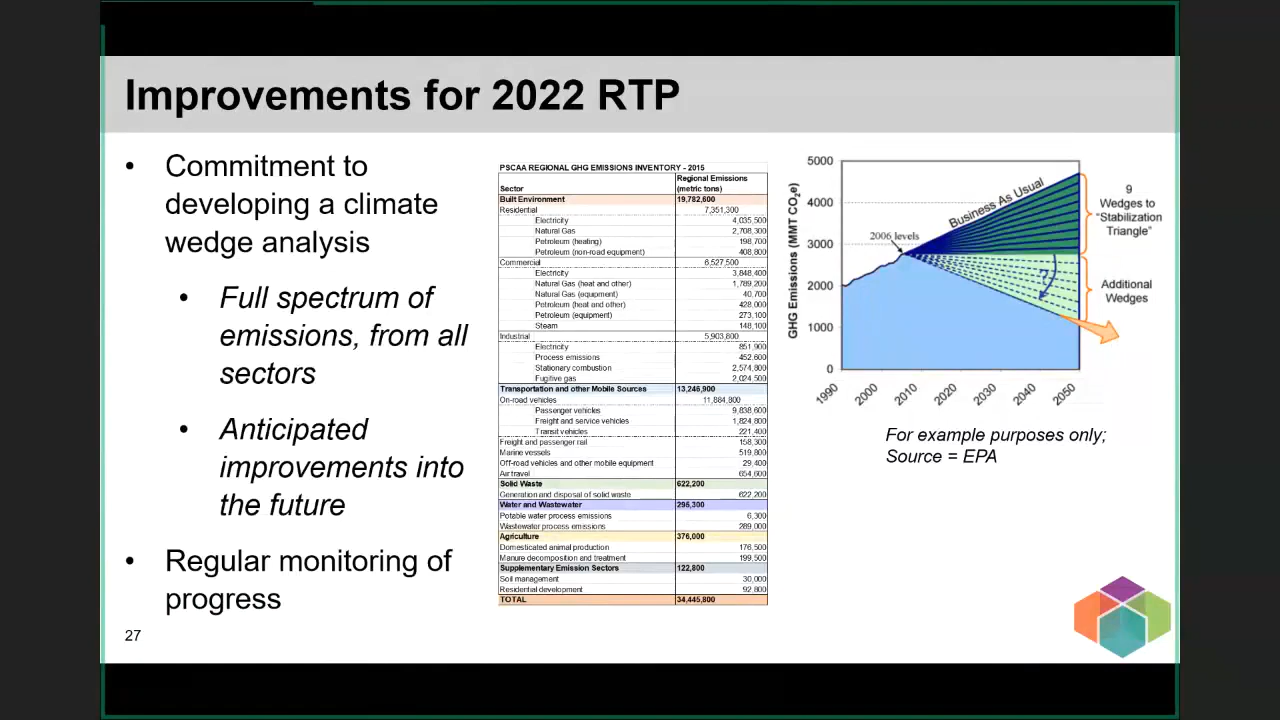 Improvements for 2022 RTP
• Commitment to
developing a climate
wedge analysis
• Full spectrum of
emissions, from all
sectors
• Anticipated
improvements into
the future
• Regular monitoring of
progress
27
PSCAA REGIONAL GHG EMISSIONS INVENTORY - 2015
Sector Regional Emissions
(metric tons)
Built Environment 19,782,600
Residential 7,351,300
Electricity 4,035,500
Natural Gas 2,708,300
Petroleum (heating) 198,700
Petroleum (non-road equipment) 408,800
Commercial 6,527,500
Electricity 3,848,400
Natural Gas (heat and other) 1,789,200
Natural Gas (equipment) 40,700
Petroleum (heat and other) 428,000
Petroleum (equipment) 273,100
Steam 148,100
Industrial 5,903,800
Electricity 851,900
Process emissions 452,600
Stationary combustion 2,574,800
Fugitive gas 2,024,500
Transportation and other Mobile Sources 13,246,900
On-road vehicles 11,884,800
Passenger vehicles 9,838,600
Freight and service vehicles 1,824,800
Transit vehicles 221,400
Freight and passenger rail 158,300
Marine vessels 519,800
Off-road vehicles and other mobile equipment 29,400
Air travel 654,600
Solid Waste 622,200
Generation and disposal of solid waste 622,200
Water and Wastewater 295,300
Potable water process emissions 6,300
Wastewater process emissions 289,000
Agriculture 376,000
Domesticated animal production 176,500
Manure decomposition and treatment 199,500
Supplementary Emission Sectors 122,800
Soil management 30,000
Residential development 92,800
TOTAL 34,445,800
GHG Emissions (MMT CO2e)
5000
4000
3000
2000
1000
0
1990 2000 2010 2020 2030 2040 2050
2006 levels
Business As Usual
?
9
Wedges to
"Stabilization
Triangle"
Additional
Wedges
For example purposes only;
Source = EPA